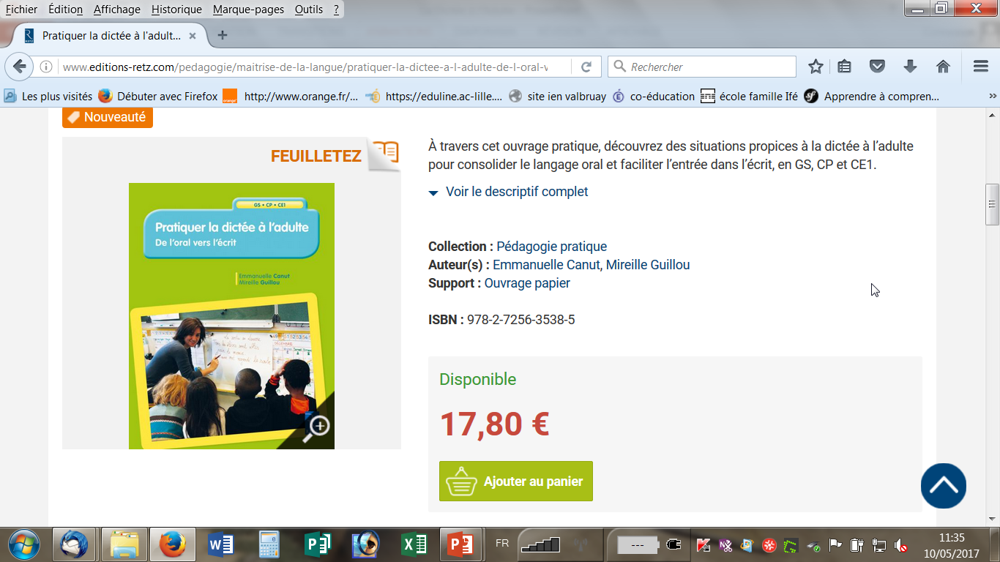 Fichier Édition Affichage Historique Marque-pages Outils ?
Pratiquer la dictée à l'adult...
www.editions-retz.com/pedagogie/maitrise-de-la-langue/pratiquer-la-dictee-a-l-adulte-de-l-oral-v
Rechercher
Les plus visités Débuter avec Firefox http://www.orange.fr/... https://eduline.ac-lille.... site ien valbruay co-éducation école famille Ifé Apprendre à compren... »
Nouveauté
FEUILLETEZ
GS • CP • CE1
Pratiquer la dictée à l'adulte
De l'oral vers l'écrit
Emmanuelle Canut
Mireille Guillou
À travers cet ouvrage pratique, découvrez des situations propices à la dictée à l'adulte
pour consolider le langage oral et faciliter l'entrée dans l'écrit, en GS, CP et CE1.
Voir le descriptif complet
Collection : Pédagogie pratique
Auteur(s) : Emmanuelle Canut, Mireille Guillou
Support : Ouvrage papier
ISBN : 978-2-7256-3538-5
Disponible
17,80 €
Ajouter au panier
FR
11:35
10/05/2017